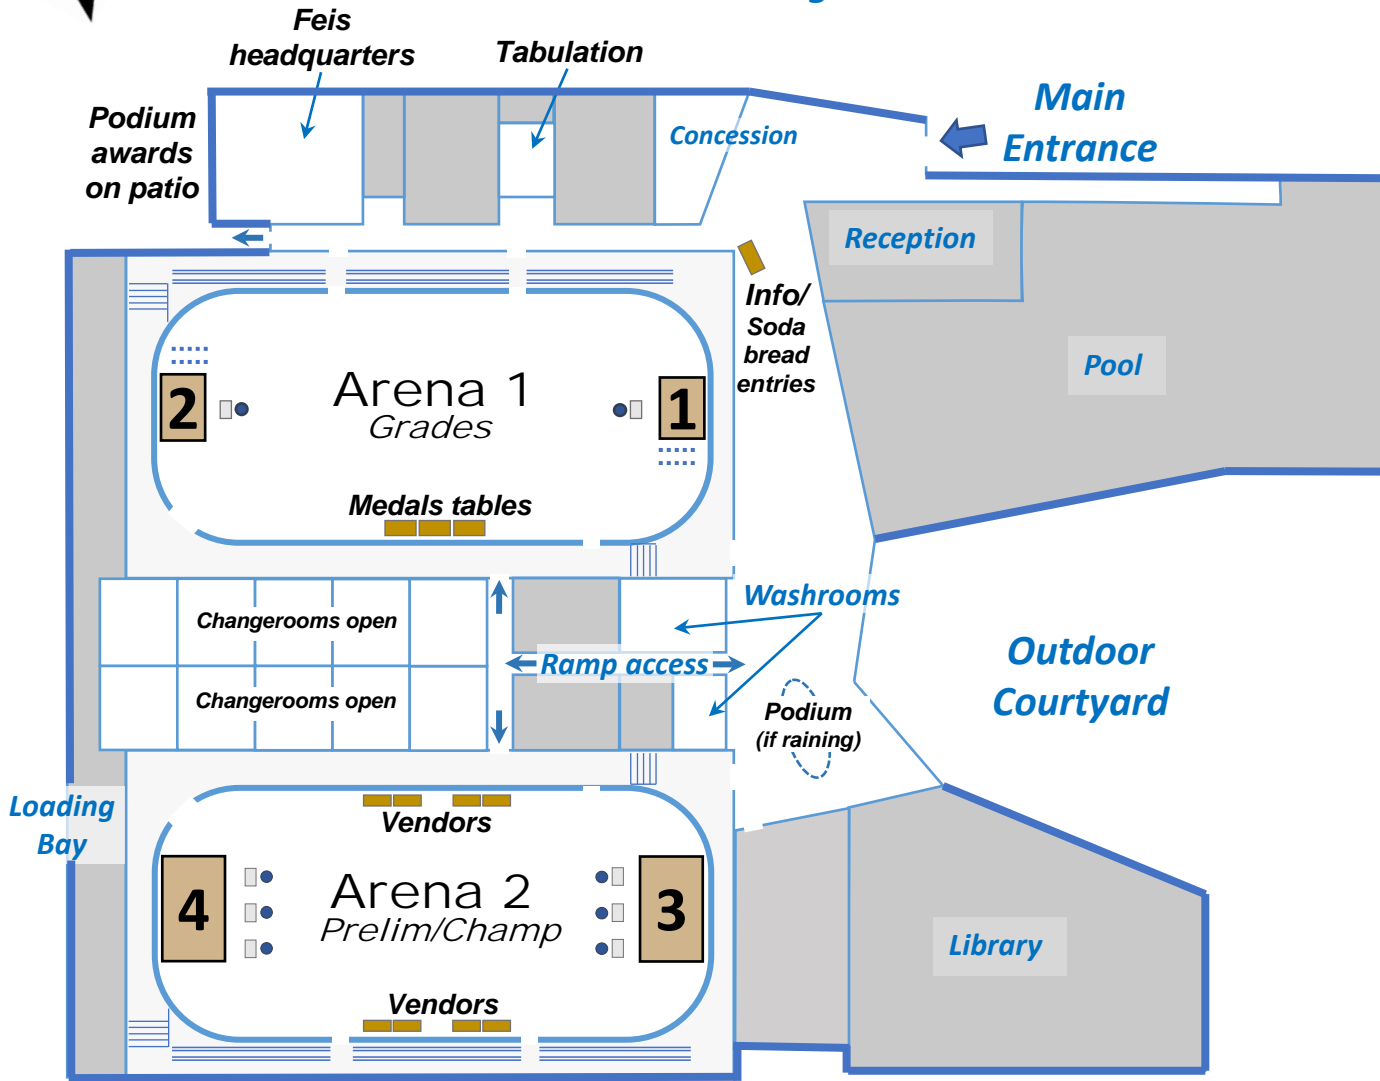 Feis
headquarters
Tabulation
Main
Entrance
Podium
awards
on patio
Concession
Reception
Info/
Soda
bread
entries
Pool
Arena 1
Grades
2
1
Medals tables
Changerooms open
Changerooms open
Washrooms
Ramp access
Outdoor
Courtyard
Podium
(if raining)
Loading
Bay
Vendors
Arena 2
Prelim/Champ
4
3
Vendors
Library